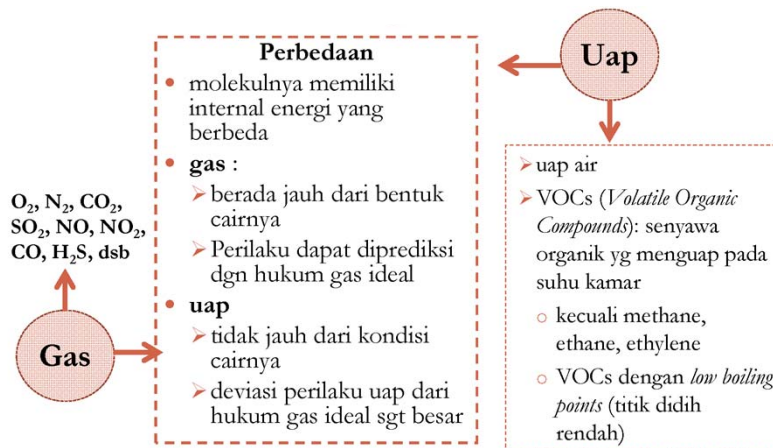 Perbedaan
• molekulnya memiliki
internal energi yang
berbeda
• gas :
➢ berada jauh dari bentuk
cairnya
➢ Perilaku dapat diprediksi
dgn hukum gas ideal
• uap
➢ tidak jauh dari kondisi
cairnya
➢ deviasi perilaku uap dari
hukum gas ideal sgt besar
Uap
➢ uap air
➢ VOCs (Volatile Organic
Compounds): senyawa
organik yg menguap pada
suhu kamar
○ kecuali methane,
ethane, ethylene
○ VOCs dengan low boiling
points (titik didih
rendah)
O₂, N₂, CO₂,
SO₂, NO, NO₂,
CO, H₂S, dsb
Gas